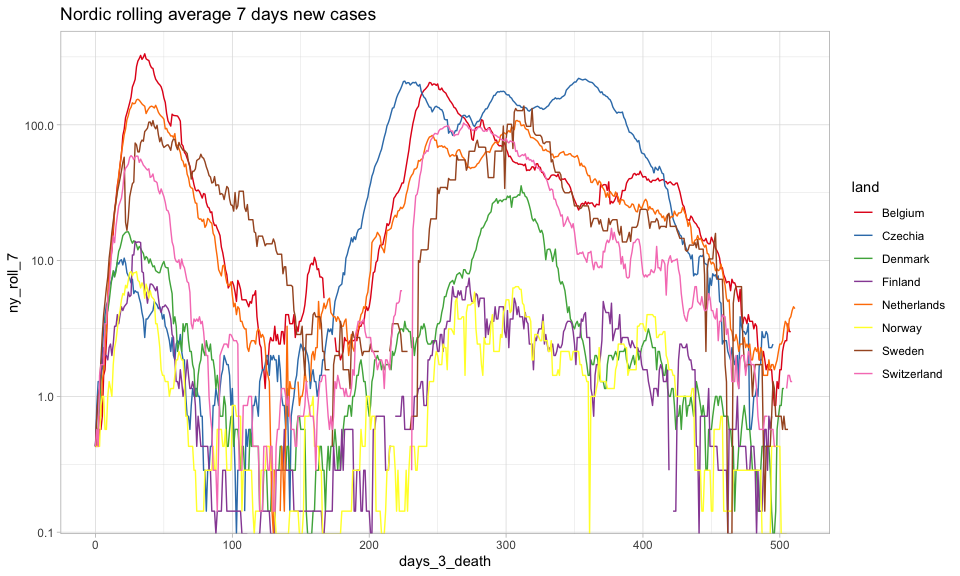 Nordic rolling average 7 days new cases
ny_roll_7
100.0
10.0
1.0
0.1
0 100 200 300 400 500
days_3_death
land
Belgium
Czechia
Denmark
Finland
Netherlands
Norway
Sweden
Switzerland